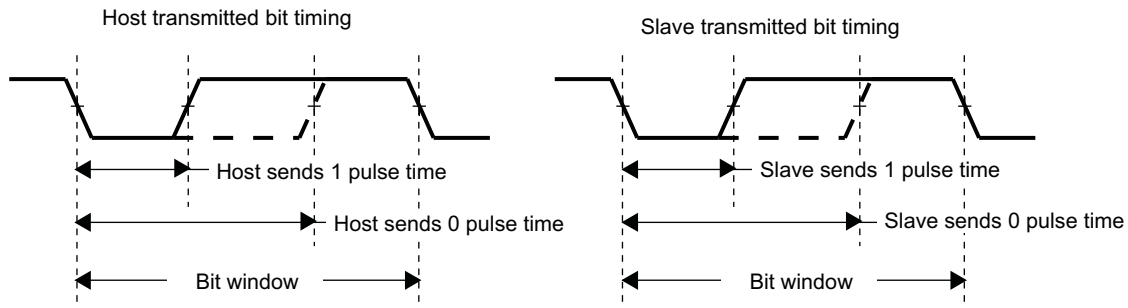 Host transmitted bit timing
Host sends 1 pulse time
Host sends 0 pulse time
Bit window
Slave transmitted bit timing
Slave sends 1 pulse time
Slave sends 0 pulse time
Bit window